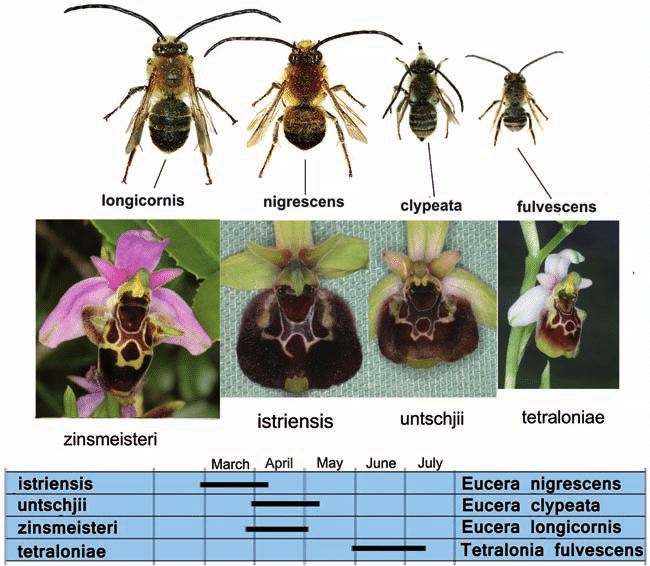 longicornis nigrescens clypeata fulvescens
zinsmeisteri istriensis untschjii tetraloniae
March April May June July
istriensis Eucera nigrescens
untschjii Eucera clypeata
zinsmeisteri Eucera longicornis
tetraloniae Tetralonia fulvescens